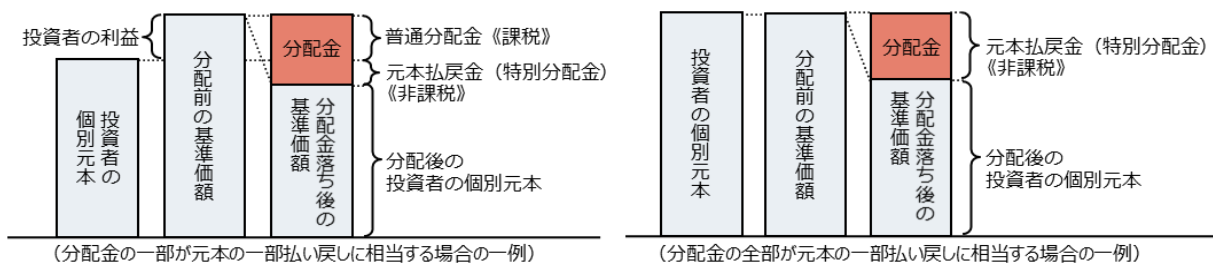 投資者の利益
投資者の
個別元本
分配前の基準価額
分配金
分配金落ち後の
基準価額
普通分配金《課税》
元本払戻金（特別分配金）
《非課税》
分配後の
投資者の個別元本
（分配金の一部が元本の一部払い戻しに相当する場合の一例）
投資者の個別元本
分配前の基準価額
分配金
分配金落ち後の
基準価額
元本払戻金（特別分配金）
《非課税》
分配後の
投資者の個別元本
（分配金の全部が元本の一部払い戻しに相当する場合の一例）